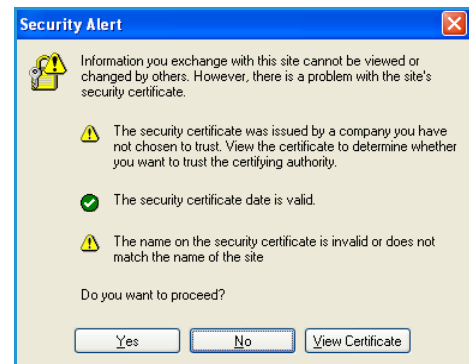 Security Alert
Information you exchange with this site cannot be viewed or
changed by others. However, there is a problem with the site's
security certificate.
The security certificate was issued by a company you have
not chosen to trust. View the certificate to determine whether
you want to trust the certifying authority.
The security certificate date is valid.
The name on the security certificate is invalid or does not
match the name of the site
Do you want to proceed?
Yes No View Certificate